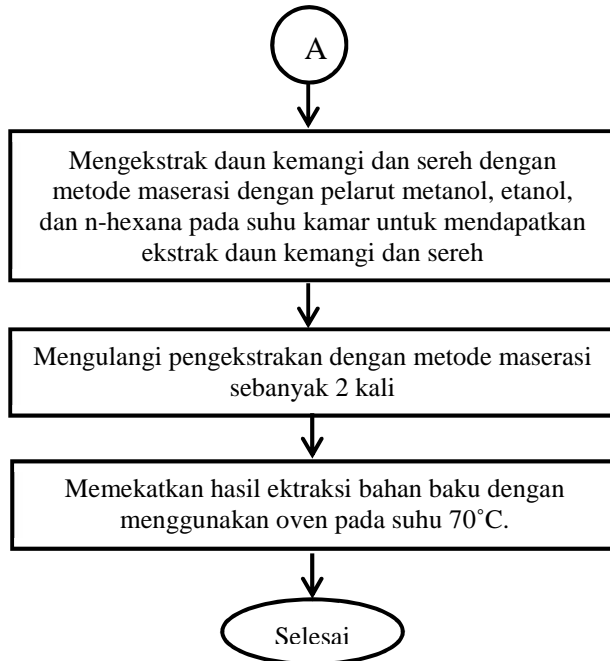 A
Mengekstrak daun kemangi dan sereh dengan
metode maserasi dengan pelarut metanol, etanol,
dan n-hexana pada suhu kamar untuk mendapatkan
ekstrak daun kemangi dan sereh
Mengulangi pengekstrakan dengan metode maserasi
sebanyak 2 kali
Memekatkan hasil ektraksi bahan baku dengan
menggunakan oven pada suhu 70˚C.
Selesai